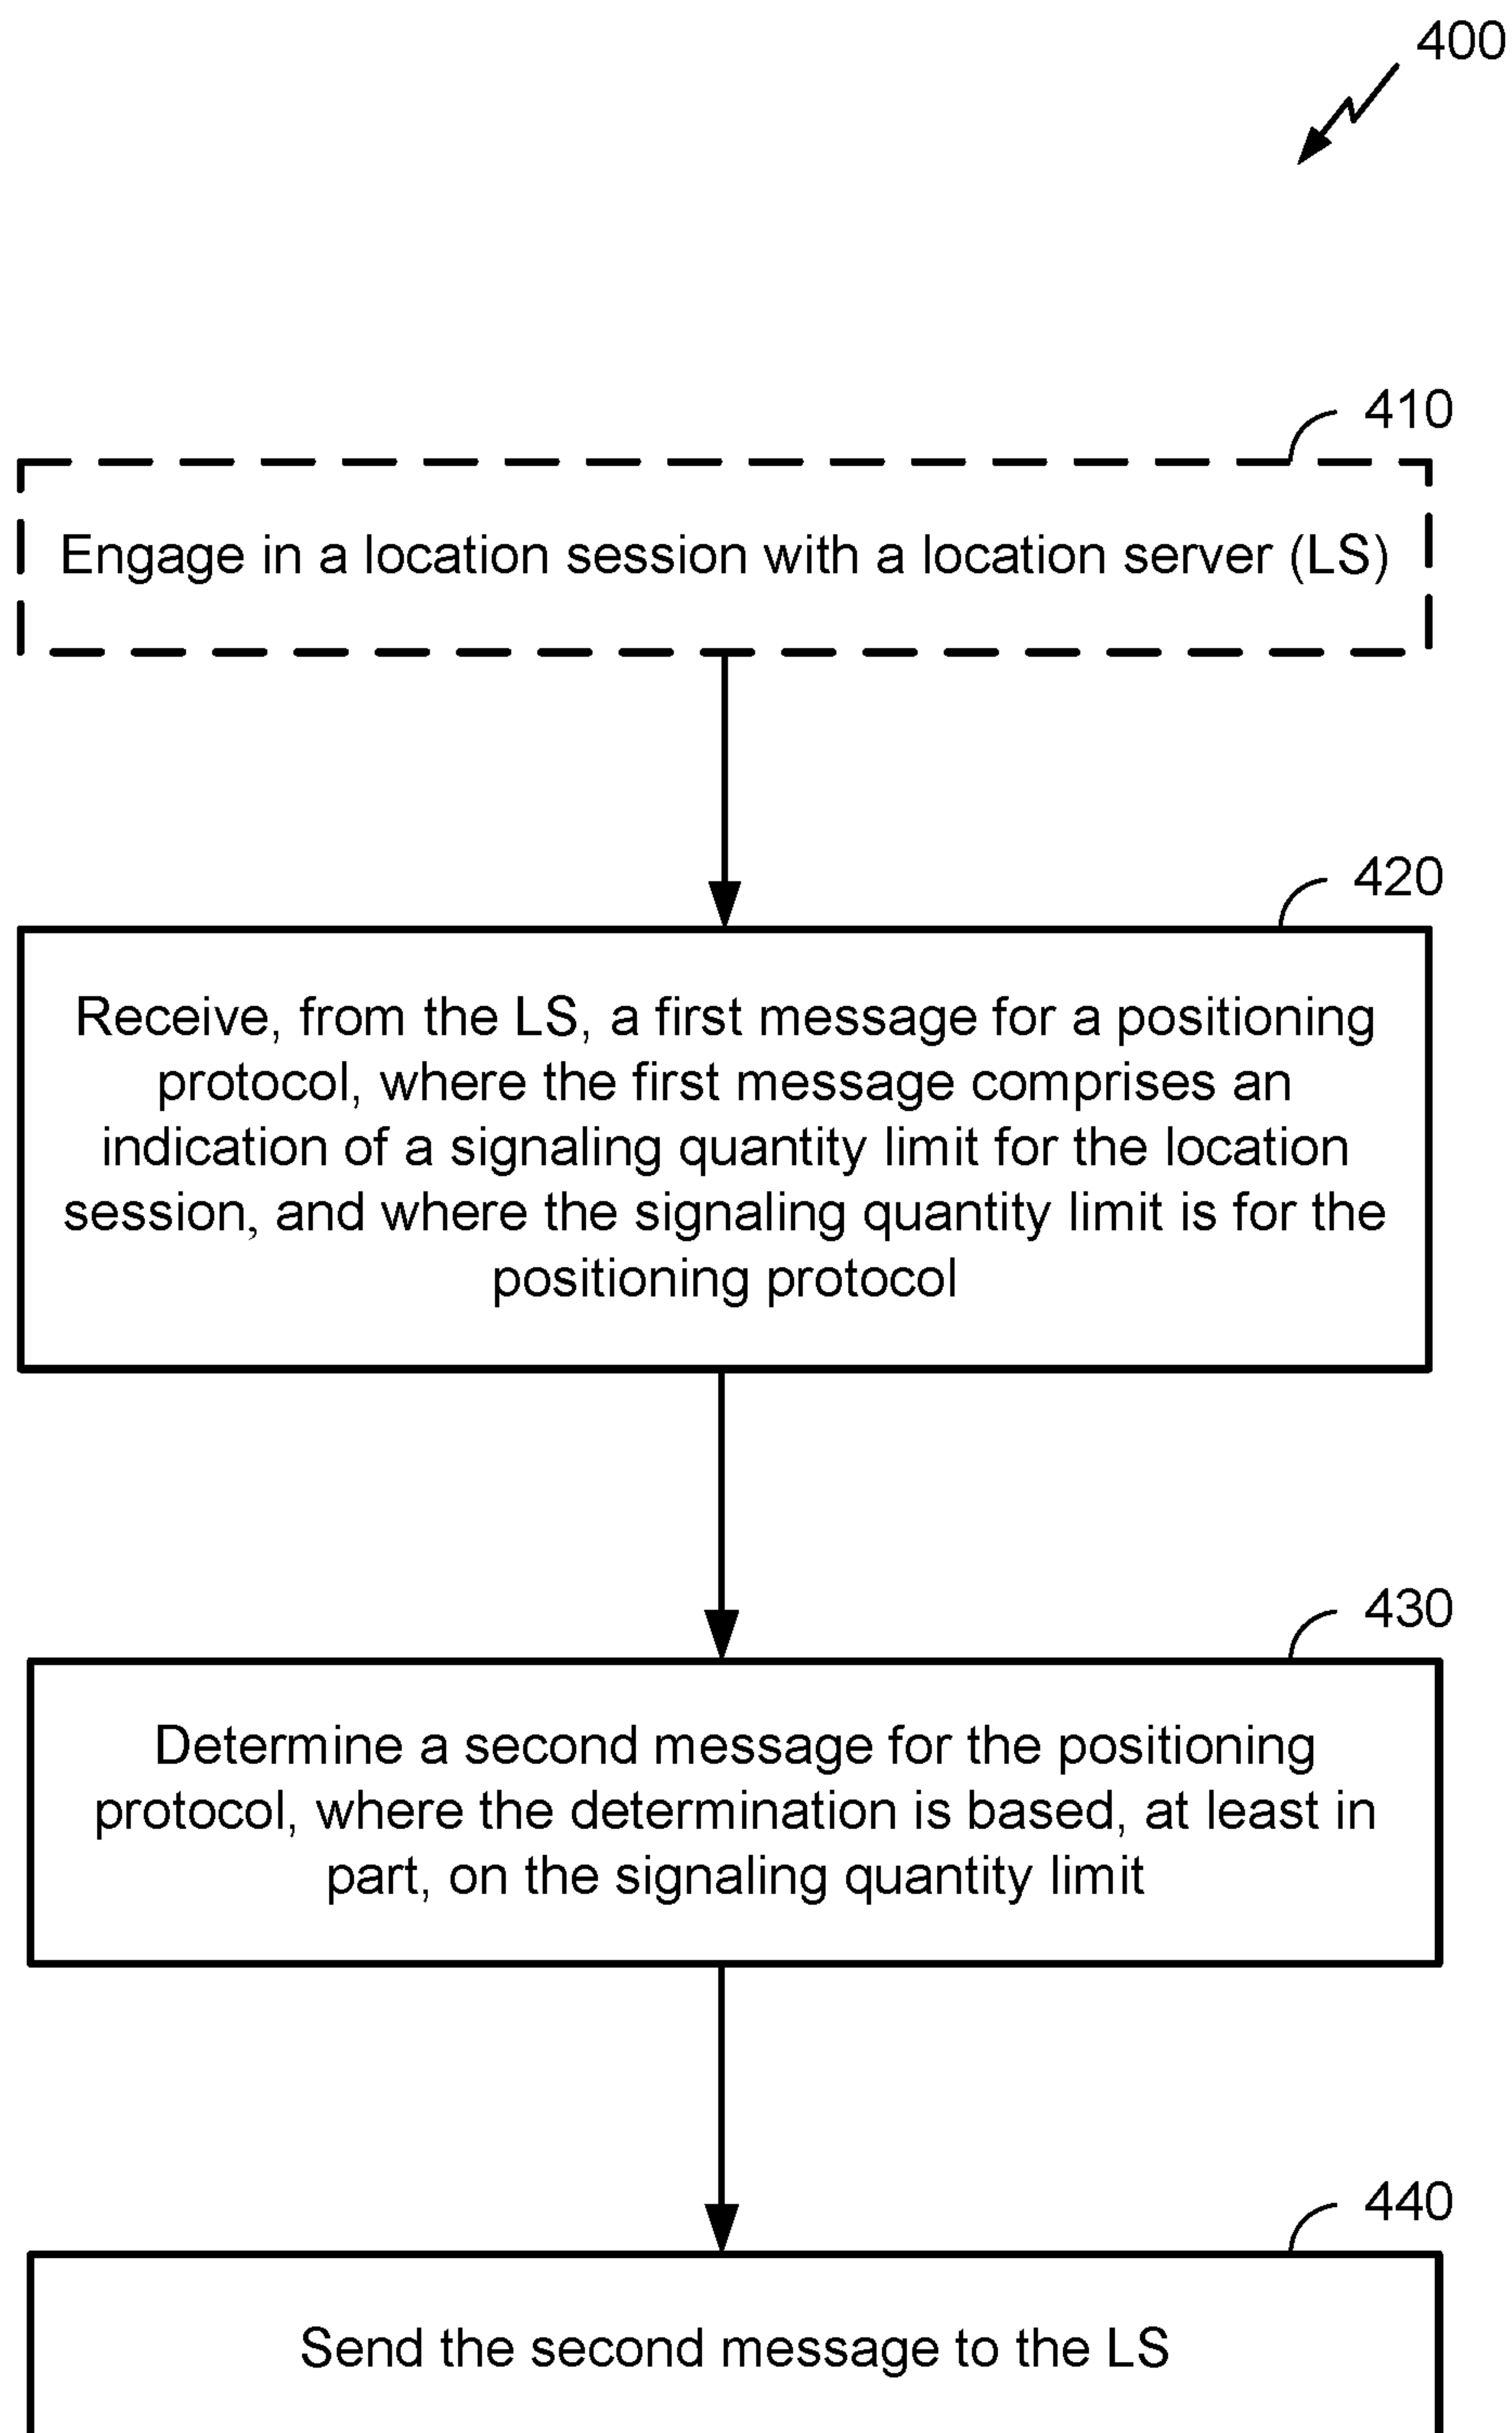 400
410
Engage in a location session with a location server (LS)
420
Receive, from the LS, a first message for a positioning
protocol, where the first message comprises an
indication of a signaling quantity limit for the location
session, and where the signaling quantity limit is for the
positioning protocol
430
Determine a second message for the positioning
protocol, where the determination is based, at least in
part, on the signaling quantity limit
440
Send the second message to the LS